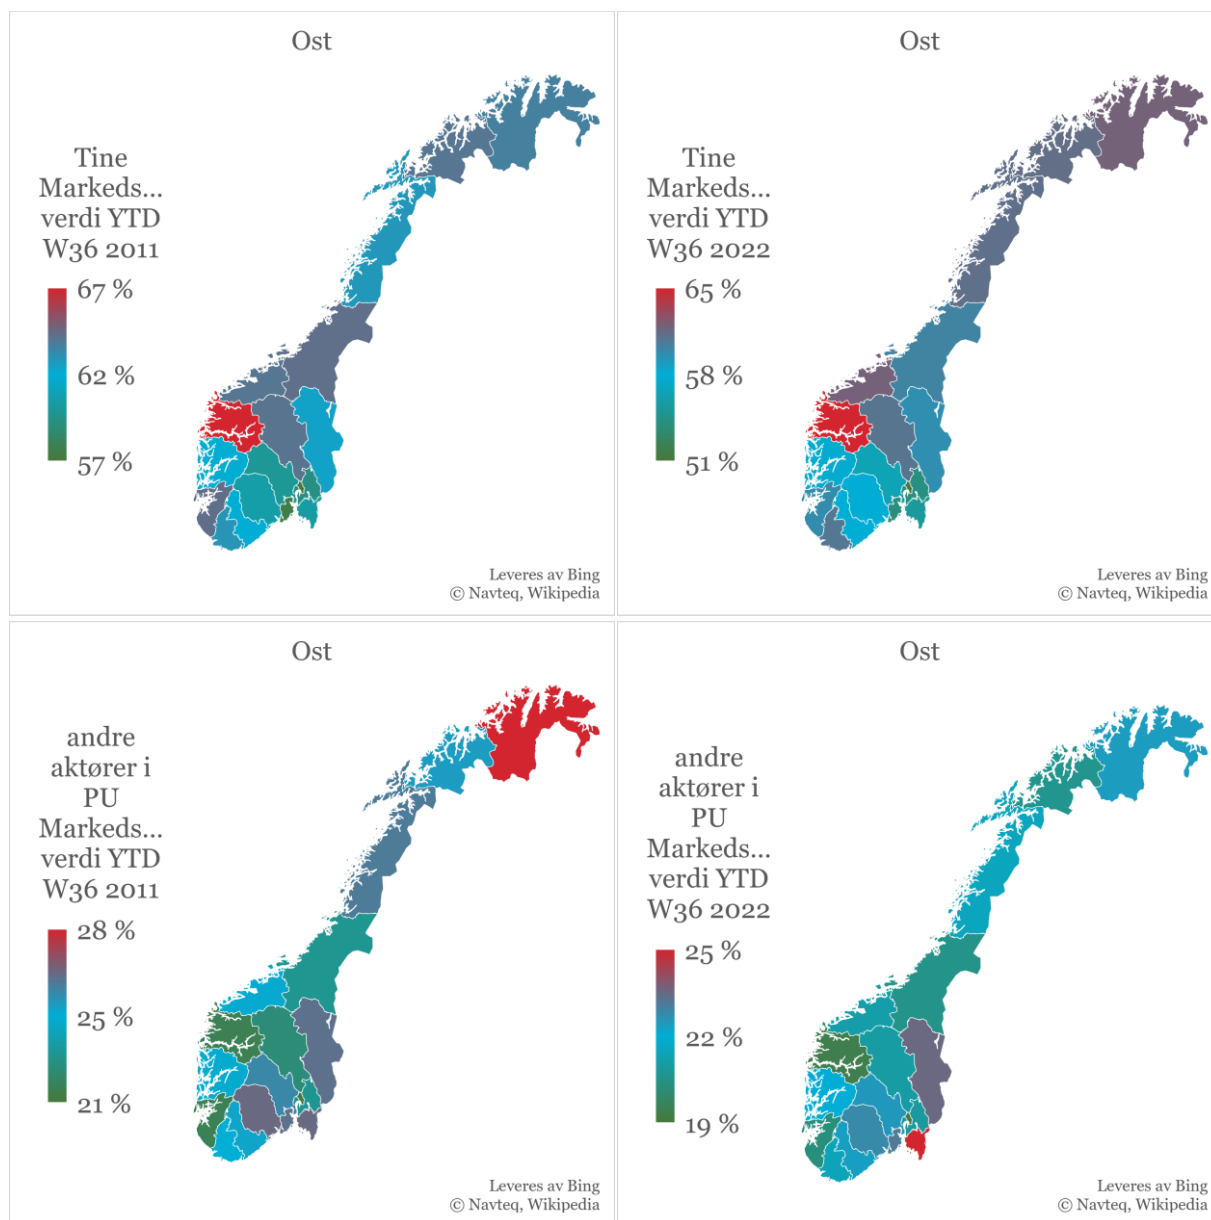 Ost
Tine
Markeds...
verdi YTD
W36 2011
67 %
62 %
57 %
Leveres av Bing
© Navteq, Wikipedia
Ost
Tine
Markeds...
verdi YTD
W36 2022
65 %
58 %
51 %
Leveres av Bing
© Navteq, Wikipedia
Ost
andre
aktører i
PU
Markeds...
verdi YTD
W36 2011
28 %
25 %
21 %
Leveres av Bing
© Navteq, Wikipedia
Ost
andre
aktører i
PU
Markeds...
verdi YTD
W36 2022
25 %
22 %
19 %
Leveres av Bing
© Navteq, Wikipedia